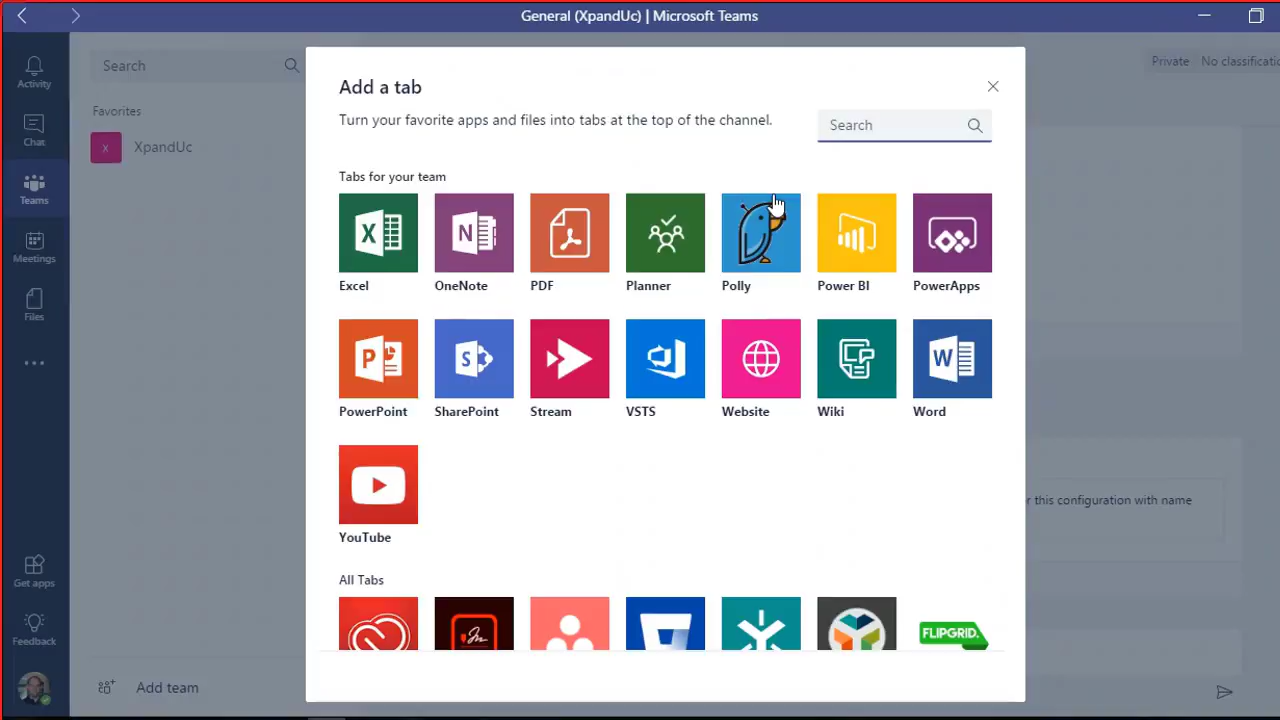 General (XpandUc) | Microsoft Teams
Activity
Chat
Teams
Meetings
Files
Get apps
Feedback
Search
Favorites
X
XpandUc
Add team
Private
No classificatio
Add a tab
Turn your favorite apps and files into tabs at the top of the channel.
Search
Tabs for your team
X
N
Excel
OneNote
PDF
Planner
Polly
Power BI
PowerApps
P
S
W
PowerPoint
SharePoint
Stream
VSTS
Website
Wiki
Word
YouTube
r this configuration with name
All Tabs
FLIPGRID.